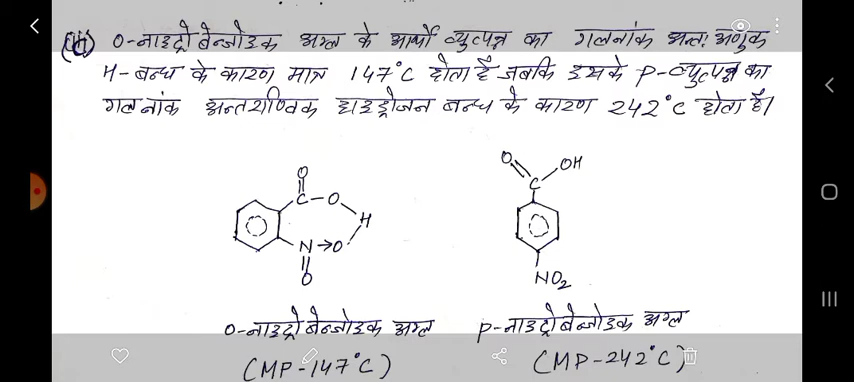 (iii) o-नाइट्रो बेन्जोइक अम्ल के आर्थो व्युत्पन्न का गलनांक अन्तः अणुक
H-बन्ध के कारण मात्र 147°C होता है जबकि इसके p-व्युत्पन्न का
गलनांक अन्तराण्विक हाइड्रोजन बन्ध के कारण 242°C होता है।
O
C-O
H
N→O
O
O
OH
C
NO2
o-नाइट्रो बेन्जोइक अम्ल
p-नाइट्रो बेन्जोइक अम्ल
(MP-147°C)
(MP-242°C)